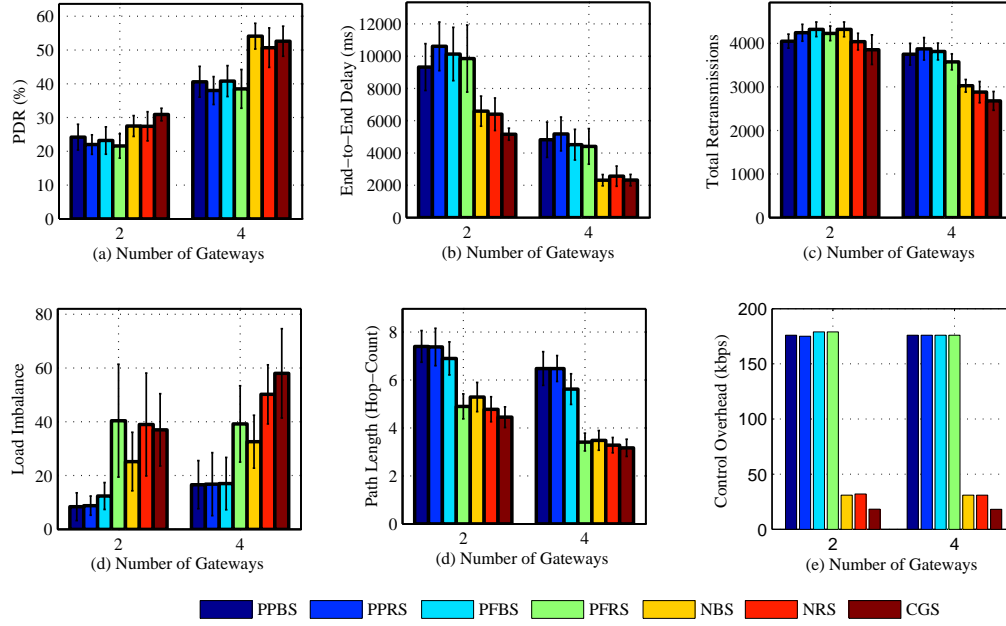 60
50
40
30
20
10
0
PDR (%)
2
4
(a) Number of Gateways
12000
10000
8000
6000
4000
2000
0
End−to−End Delay (ms)
2
4
(b) Number of Gateways
4000
3000
2000
1000
0
Total Retransmissions
2
4
(c) Number of Gateways
80
60
40
20
0
Load Imbalance
2
4
(d) Number of Gateways
8
6
4
2
0
Path Length (Hop−Count)
2
4
(d) Number of Gateways
200
150
100
50
0
Control Overhead (kbps)
2
4
(e) Number of Gateways
PPBS
PPRS
PFBS
PFRS
NBS
NRS
CGS